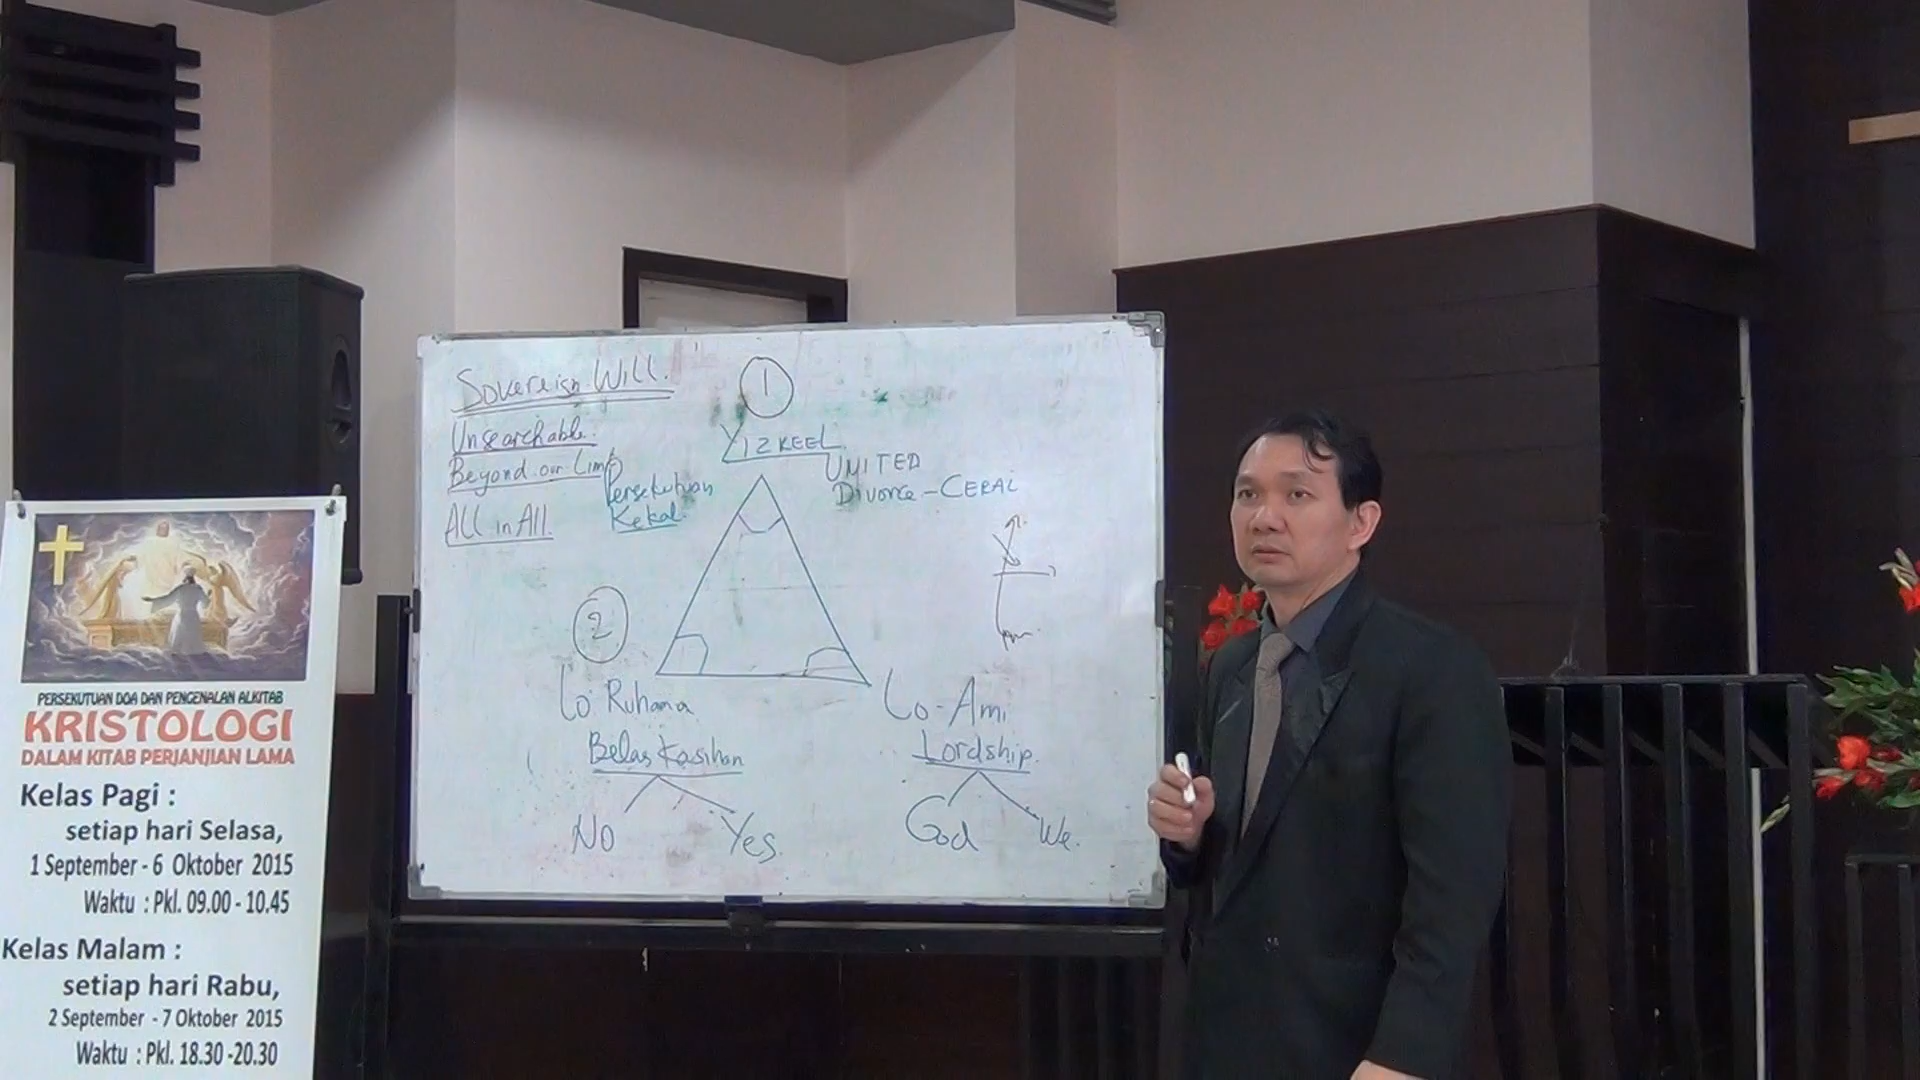 Sovereign Will.
Unsearchable.
Beyond our Limit
ALL in All.
Persekutuan
Kekal
1
YIZREEL
UNITED
Divorce - CERAI
2
Lo Ruhama
Belas Kasihan
No Yes
Lo-Ami
Lordship.
God We.
PERSEKUTUAN DOA DAN PENGENALAN ALKITAB
KRISTOLOGI
DALAM KITAB PERJANJIAN LAMA
Kelas Pagi :
setiap hari Selasa,
1 September - 6 Oktober 2015
Waktu : Pkl. 09.00 - 10.45
Kelas Malam :
setiap hari Rabu,
2 September - 7 Oktober 2015
Waktu : Pkl. 18.30 -20.30